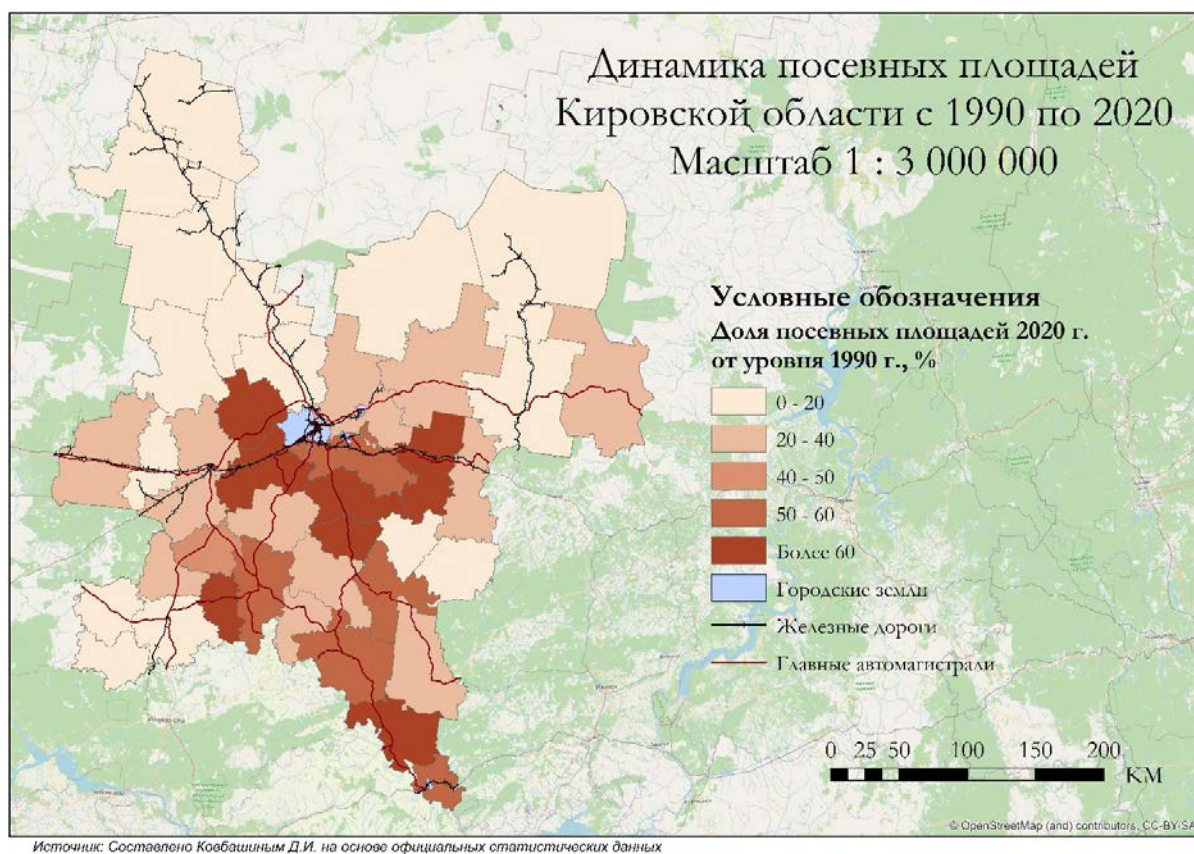 Динамика посевных площадей
Кировской области с 1990 по 2020
Масштаб 1 : 3 000 000
Условные обозначения
Доля посевных площадей 2020 г.
от уровня 1990 г., %
0 - 20
20 - 40
40 - 50
50 - 60
Более 60
Городские земли
Железные дороги
Главные автомагистрали
0 25 50 100 150 200
КМ
© OpenStreetMap (and) contributors, CC-BY-SA
Источник: Составлено Ковбашиным Д.И. на основе официальных статистических данных